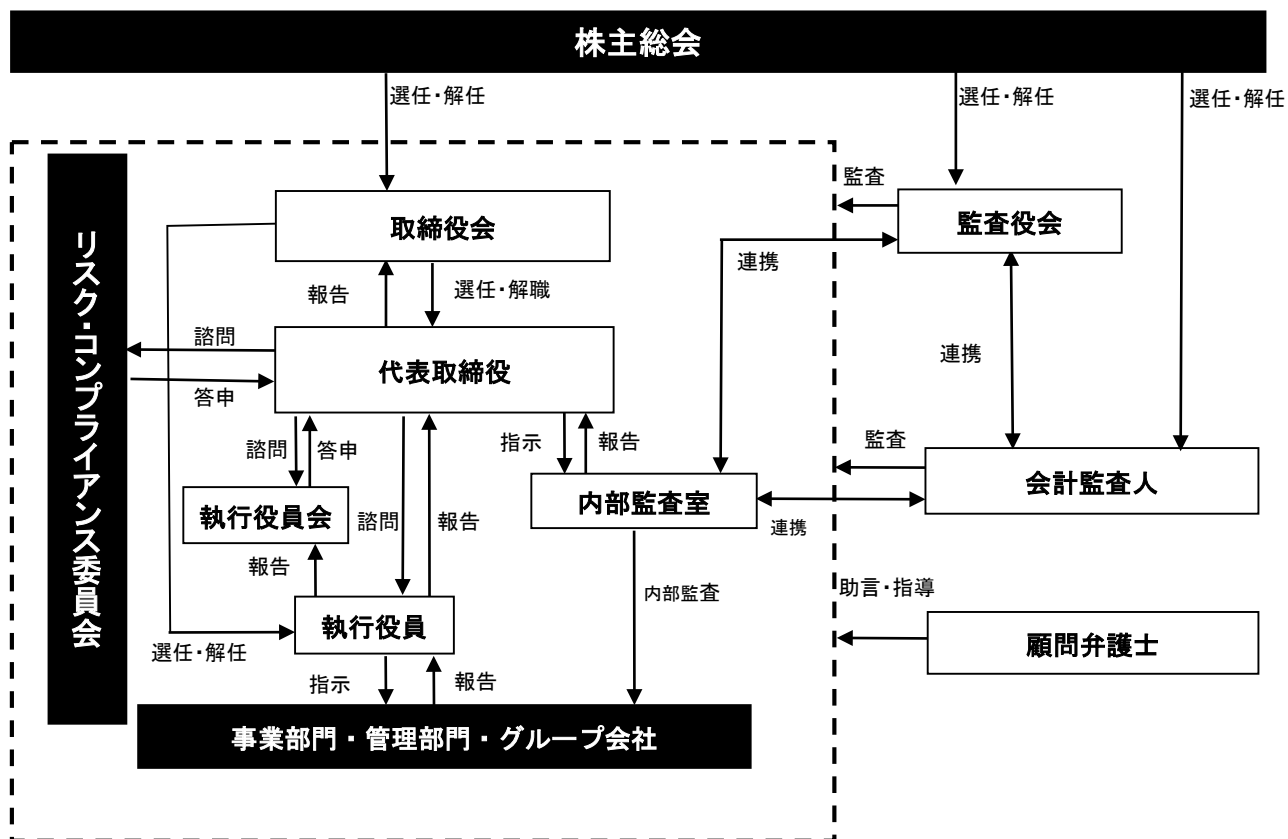 株主総会
選任・解任
選任・解任
選任・解任
監査
取締役会
監査役会
連携
報告
選任・解職
リスク・コンプライアンス委員会
諮問
代表取締役
連携
答申
諮問
答申
指示
報告
監査
会計監査人
内部監査室
執行役員会
諮問
報告
連携
報告
内部監査
助言・指導
執行役員
選任・解任
顧問弁護士
指示
報告
事業部門・管理部門・グループ会社